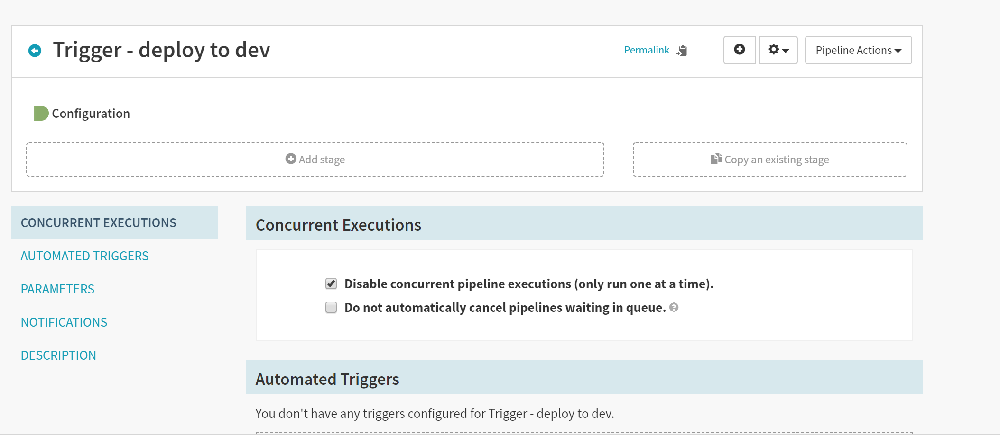 Trigger - deploy to dev
Permalink
Pipeline Actions
Configuration
Add stage
Copy an existing stage
CONCURRENT EXECUTIONS
AUTOMATED TRIGGERS
PARAMETERS
NOTIFICATIONS
DESCRIPTION
Concurrent Executions
Disable concurrent pipeline executions (only run one at a time).
Do not automatically cancel pipelines waiting in queue. ?
Automated Triggers
You don't have any triggers configured for Trigger - deploy to dev.